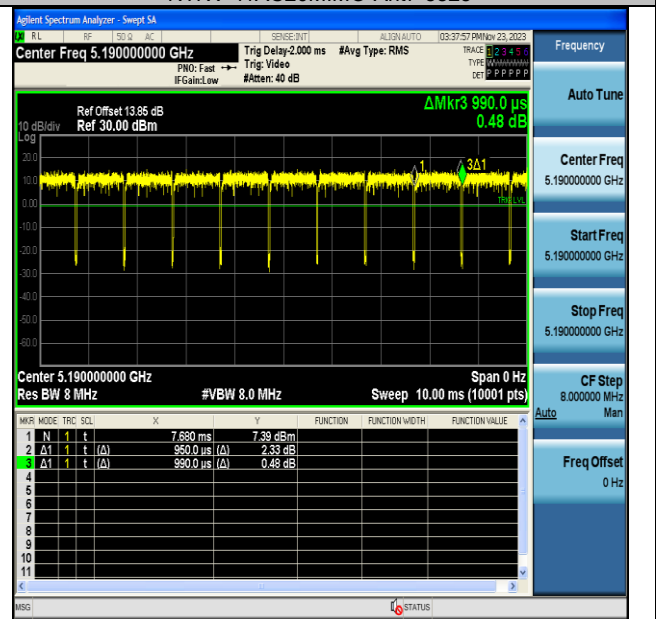 Agilent Spectrum Analyzer - Swept SA
RL RF 50 Ω AC SENSE:INT ALIGN AUTO 03:37:57 PM Nov 23, 2023
Center Freq 5.190000000 GHz
PNO: Fast
IFGain:Low
Trig Delay-2.000 ms
Trig: Video
#Atten: 40 dB
#Avg Type: RMS
TRACE 1 2 3 4 5 6
TYPE
DET P P P P P P
ΔMkr3 990.0 µs
0.48 dB
Ref Offset 13.85 dB
10 dB/div Ref 30.00 dBm
Log
20.0
10.0
0.00
-10.0
-20.0
-30.0
-40.0
-50.0
-60.0
1
3Δ1
TRIG LVL
Center 5.190000000 GHz Span 0 Hz
Res BW 8 MHz #VBW 8.0 MHz Sweep 10.00 ms (10001 pts)
MKR MODE TRC SCL X Y FUNCTION FUNCTION WIDTH FUNCTION VALUE
1 N 1 t 7.680 ms 7.39 dBm
2 Δ1 1 t (Δ) 950.0 µs (Δ) 2.33 dB
3 Δ1 1 t (Δ) 990.0 µs (Δ) 0.48 dB
4
5
6
7
8
9
10
11
MSG STATUS
Frequency
Auto Tune
Center Freq
5.190000000 GHz
Start Freq
5.190000000 GHz
Stop Freq
5.190000000 GHz
CF Step
8.000000 MHz
Auto Man
Freq Offset
0 Hz